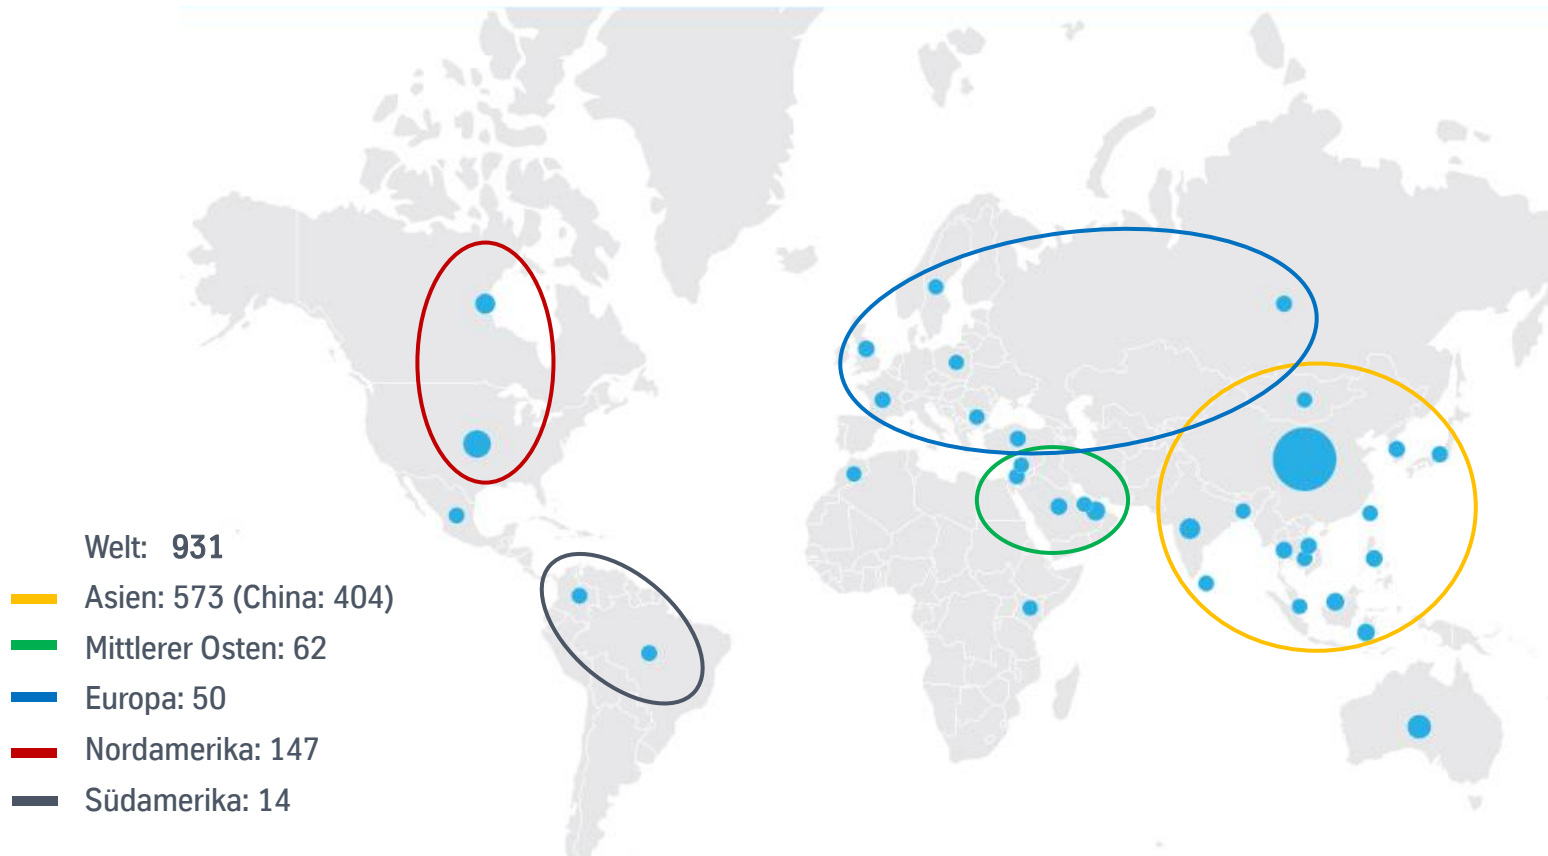 Welt: 931
Asien: 573 (China: 404)
Mittlerer Osten: 62
Europa: 50
Nordamerika: 147
Südamerika: 14